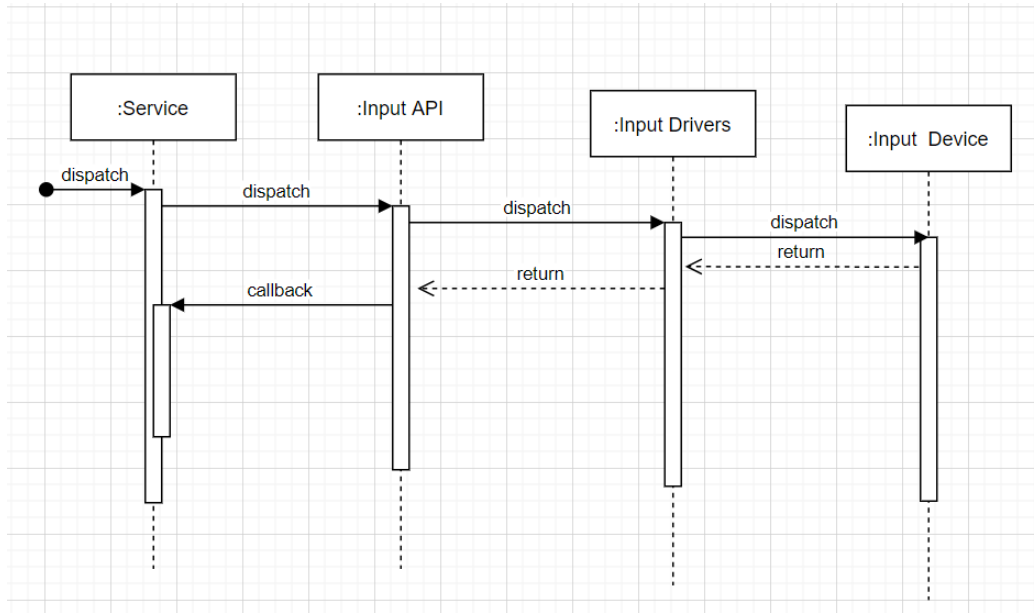 :Service
:Input API
:Input Drivers
:Input  Device
dispatch
dispatch
dispatch
dispatch
return
return
callback